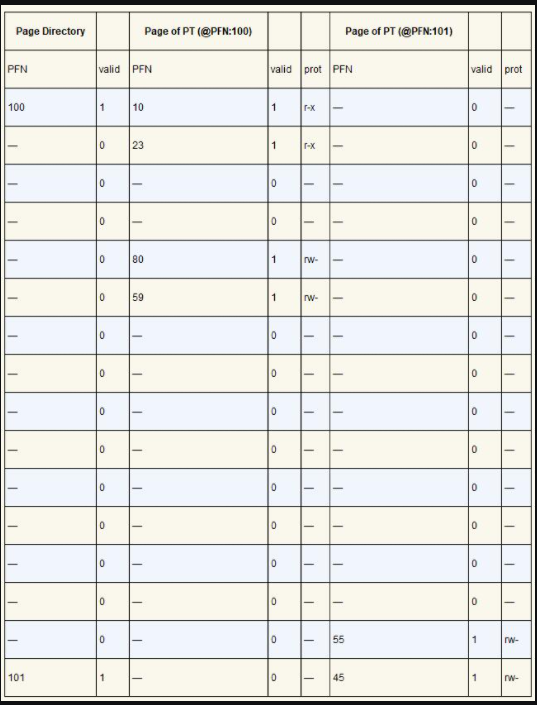 Page Directory Page of PT (@PFN:100) Page of PT (@PFN:101)
PFN valid PFN valid prot PFN valid prot
100 1 10 1 r-x — 0 —
— 0 23 1 r-x — 0 —
— 0 — 0 — — 0 —
— 0 — 0 — — 0 —
— 0 80 1 rw- — 0 —
— 0 59 1 rw- — 0 —
— 0 — 0 — — 0 —
— 0 — 0 — — 0 —
— 0 — 0 — — 0 —
— 0 — 0 — — 0 —
— 0 — 0 — — 0 —
— 0 — 0 — — 0 —
— 0 — 0 — — 0 —
— 0 — 0 — — 0 —
— 0 — 0 — 55 1 rw-
101 1 — 0 — 45 1 rw-